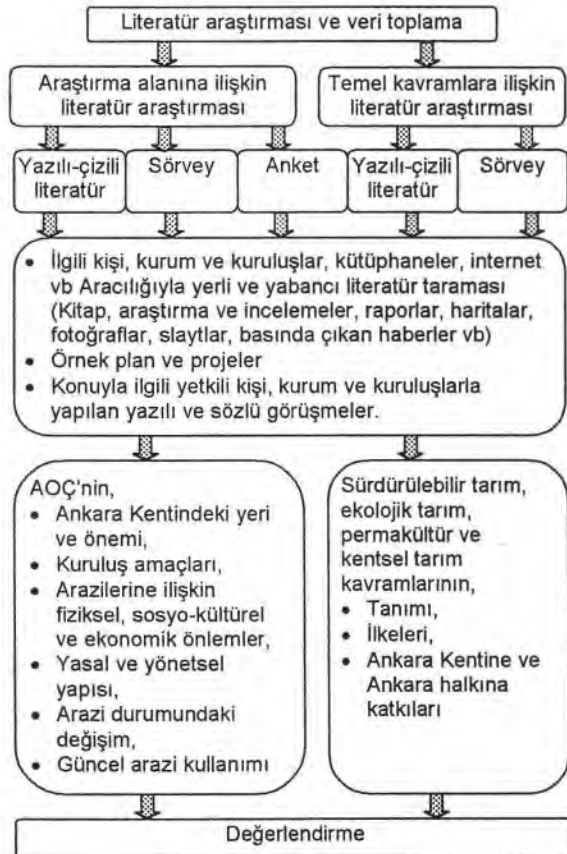 Literatür araştırması ve veri toplama
Araştırma alanına ilişkin
literatür araştırması
Temel kavramlara ilişkin
literatür araştırması
Yazılı-çizili
literatür
Sörvey
Anket
Yazılı-çizili
literatür
Sörvey
• İlgili kişi, kurum ve kuruluşlar, kütüphaneler, internet
vb Aracılığıyla yerli ve yabancı literatür taraması
(Kitap, araştırma ve incelemeler, raporlar, haritalar,
fotoğraflar, slaytlar, basında çıkan haberler vb)
• Örnek plan ve projeler
• Konuyla ilgili yetkili kişi, kurum ve kuruluşlarla
yapılan yazılı ve sözlü görüşmeler.
AOÇ'nin,
• Ankara Kentindeki yeri
ve önemi,
• Kuruluş amaçları,
• Arazilerine ilişkin
fiziksel, sosyo-kültürel
ve ekonomik önlemler,
• Yasal ve yönetsel
yapısı,
• Arazi durumundaki
değişim,
• Güncel arazi kullanımı
Sürdürülebilir tarım,
ekolojik tarım,
permakültür ve
kentsel tarım
kavramlarının,
• Tanımı,
• İlkeleri,
• Ankara Kentine ve
Ankara halkına
katkıları
Değerlendirme